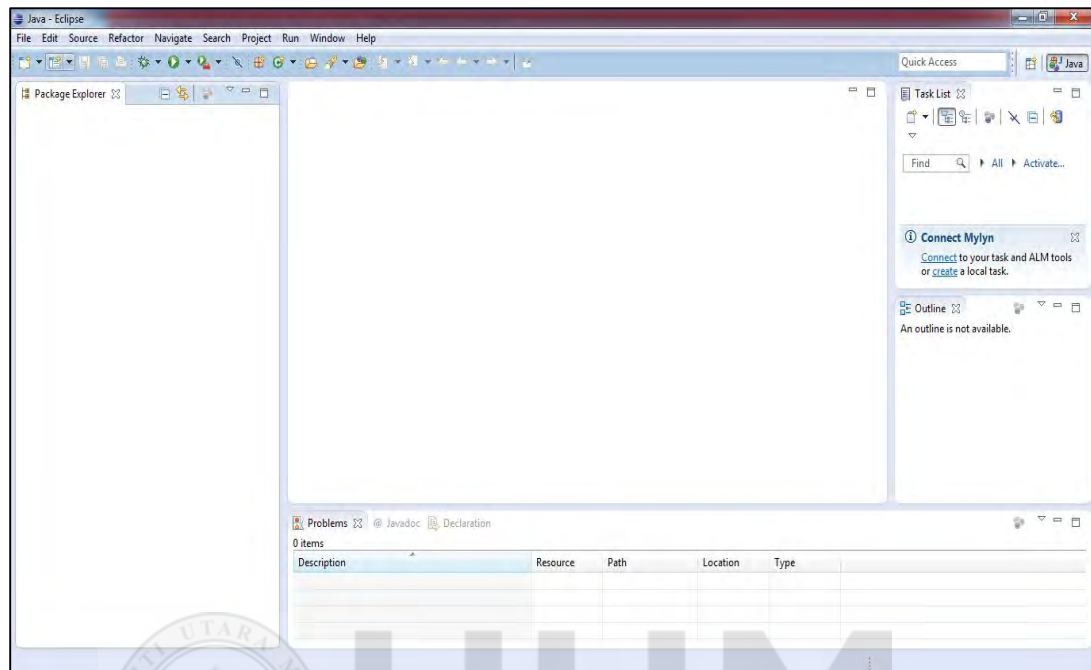 Java - Eclipse
File Edit Source Refactor Navigate Search Project Run Window Help
Quick Access
Java
Package Explorer
Task List
Find
All
Activate...
Connect Mylyn
Connect to your task and ALM tools
or create a local task.
Outline
An outline is not available.
Problems @ Javadoc Declaration
0 items
Description Resource Path Location Type
UTARA